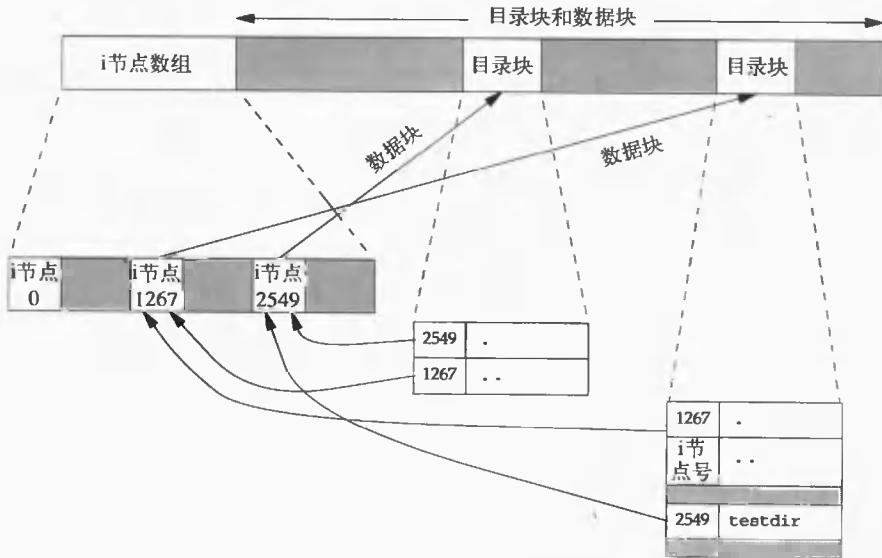 目录块和数据块
i节点数组
目录块
目录块
数据块
数据块
i节点
0
i节点
1267
i节点
2549
2549 .
1267 ..
1267 .
i节
点号 ..
2549 testdir